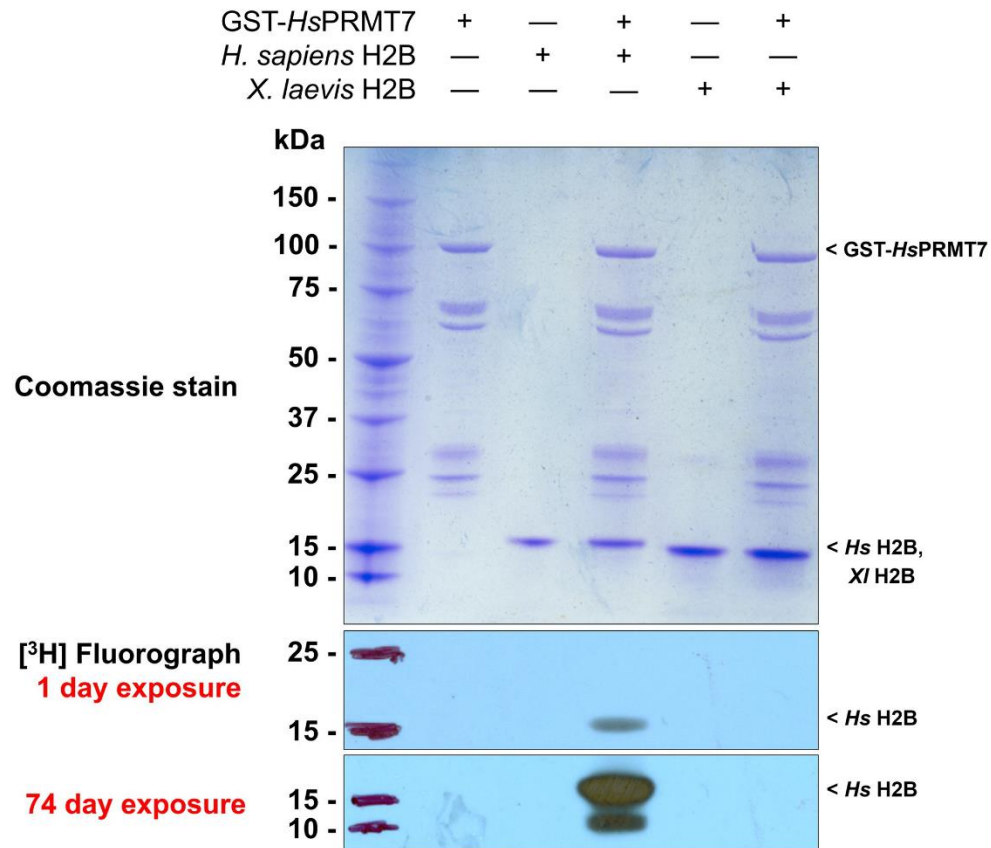 GST-HsPRMT7 + — + — +
H. sapiens H2B — + + — —
X. laevis H2B — — — + +
kDa
150 -
100 - < GST-HsPRMT7
75 -
50 -
Coomassie stain
37 -
25 -
15 - < Hs H2B,
10 - Xl H2B
[³H] Fluorograph 25 -
1 day exposure
15 - < Hs H2B
74 day exposure 15 - < Hs H2B
10 -